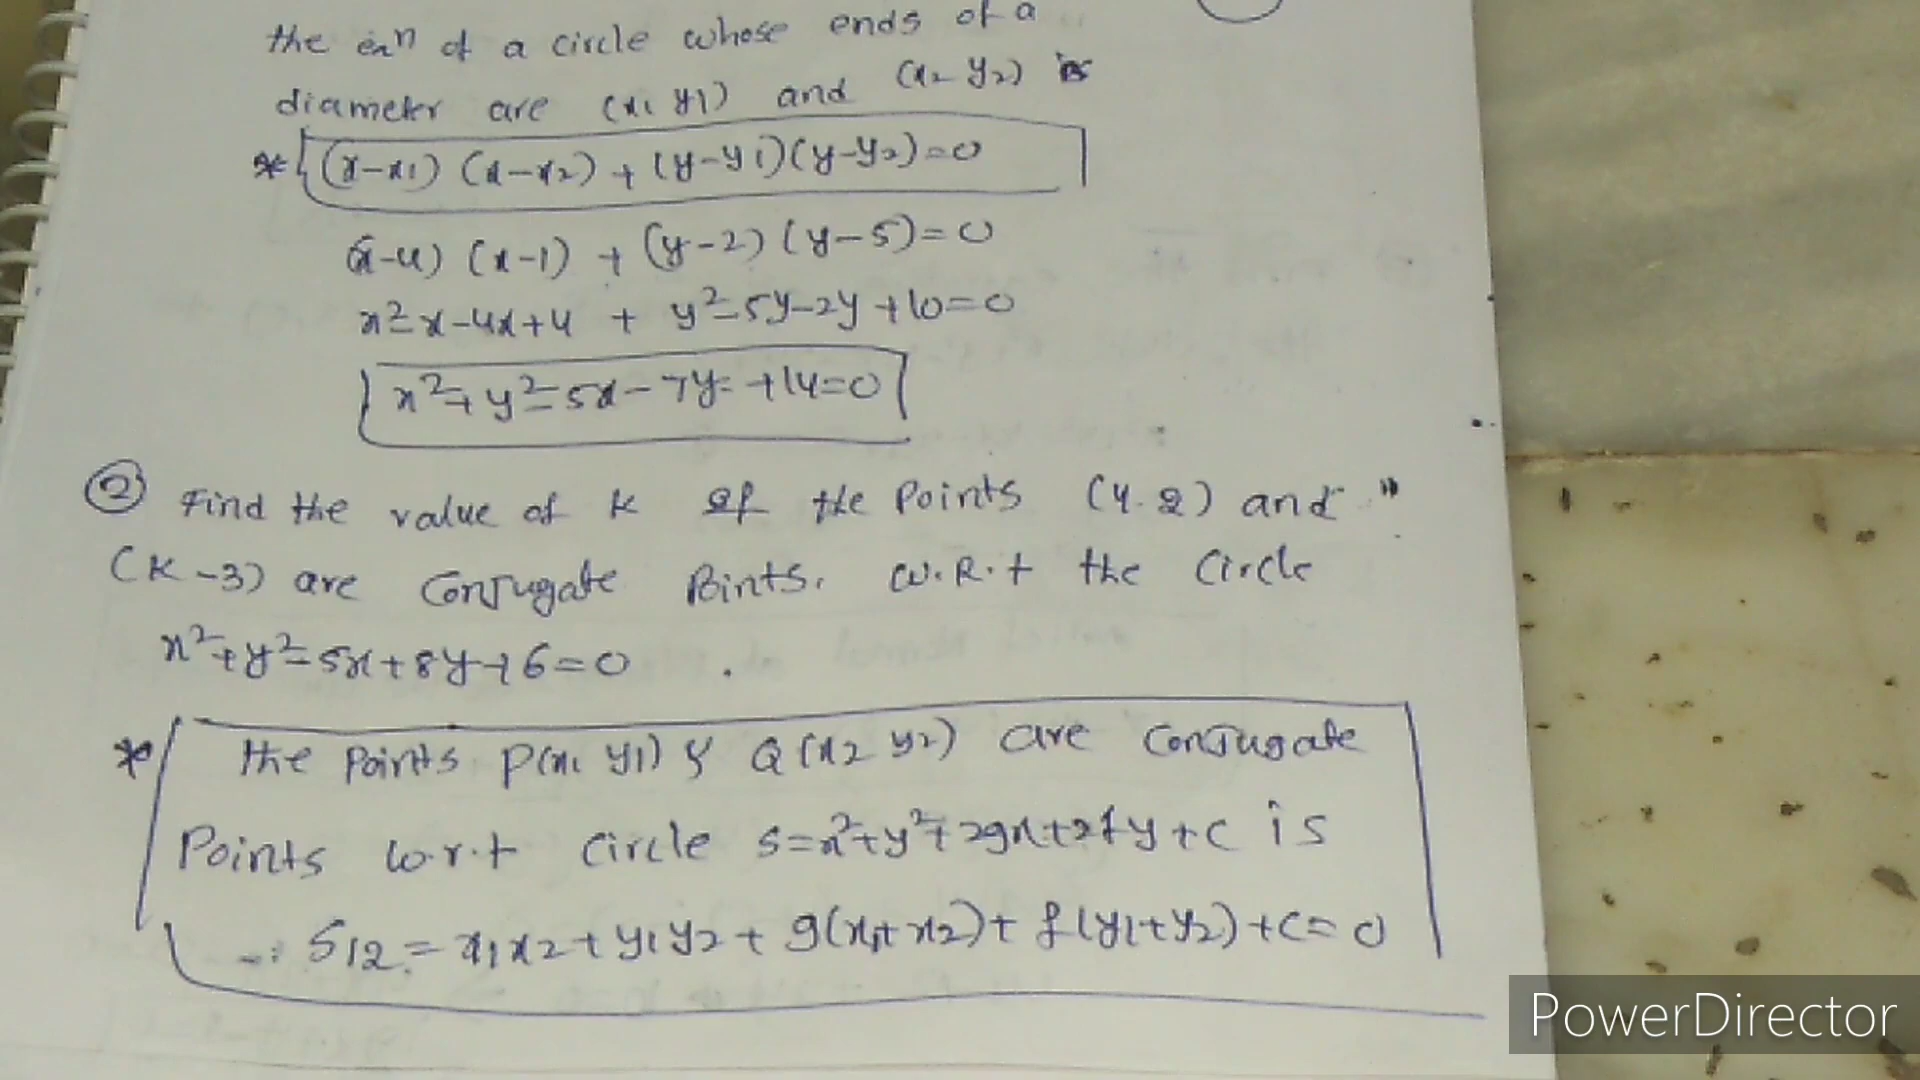 the eqn of a circle whose ends of a
diameter are (x1 y1) and (x2 y2) is
* (x-x1) (x-x2) + (y-y1)(y-y2)=0
(x-4) (x-1) + (y-2) (y-5)=0
x²-x-4x+4 + y²-5y-2y+10=0
x²+y²-5x-7y+14=0
② Find the value of k if the Points (4.2) and
(K -3) are Conjugate Points. W.R.t the Circle
x²+y²-5x+8y+6=0 .
* the Points P(x1 y1) & Q(x2 y2) are Conjugate
Points w.r.t Circle S=x²+y²+2gx+2fy+c is
S12=x1x2+y1y2+g(x1+x2)+f(y1+y2)+c=0
PowerDirector